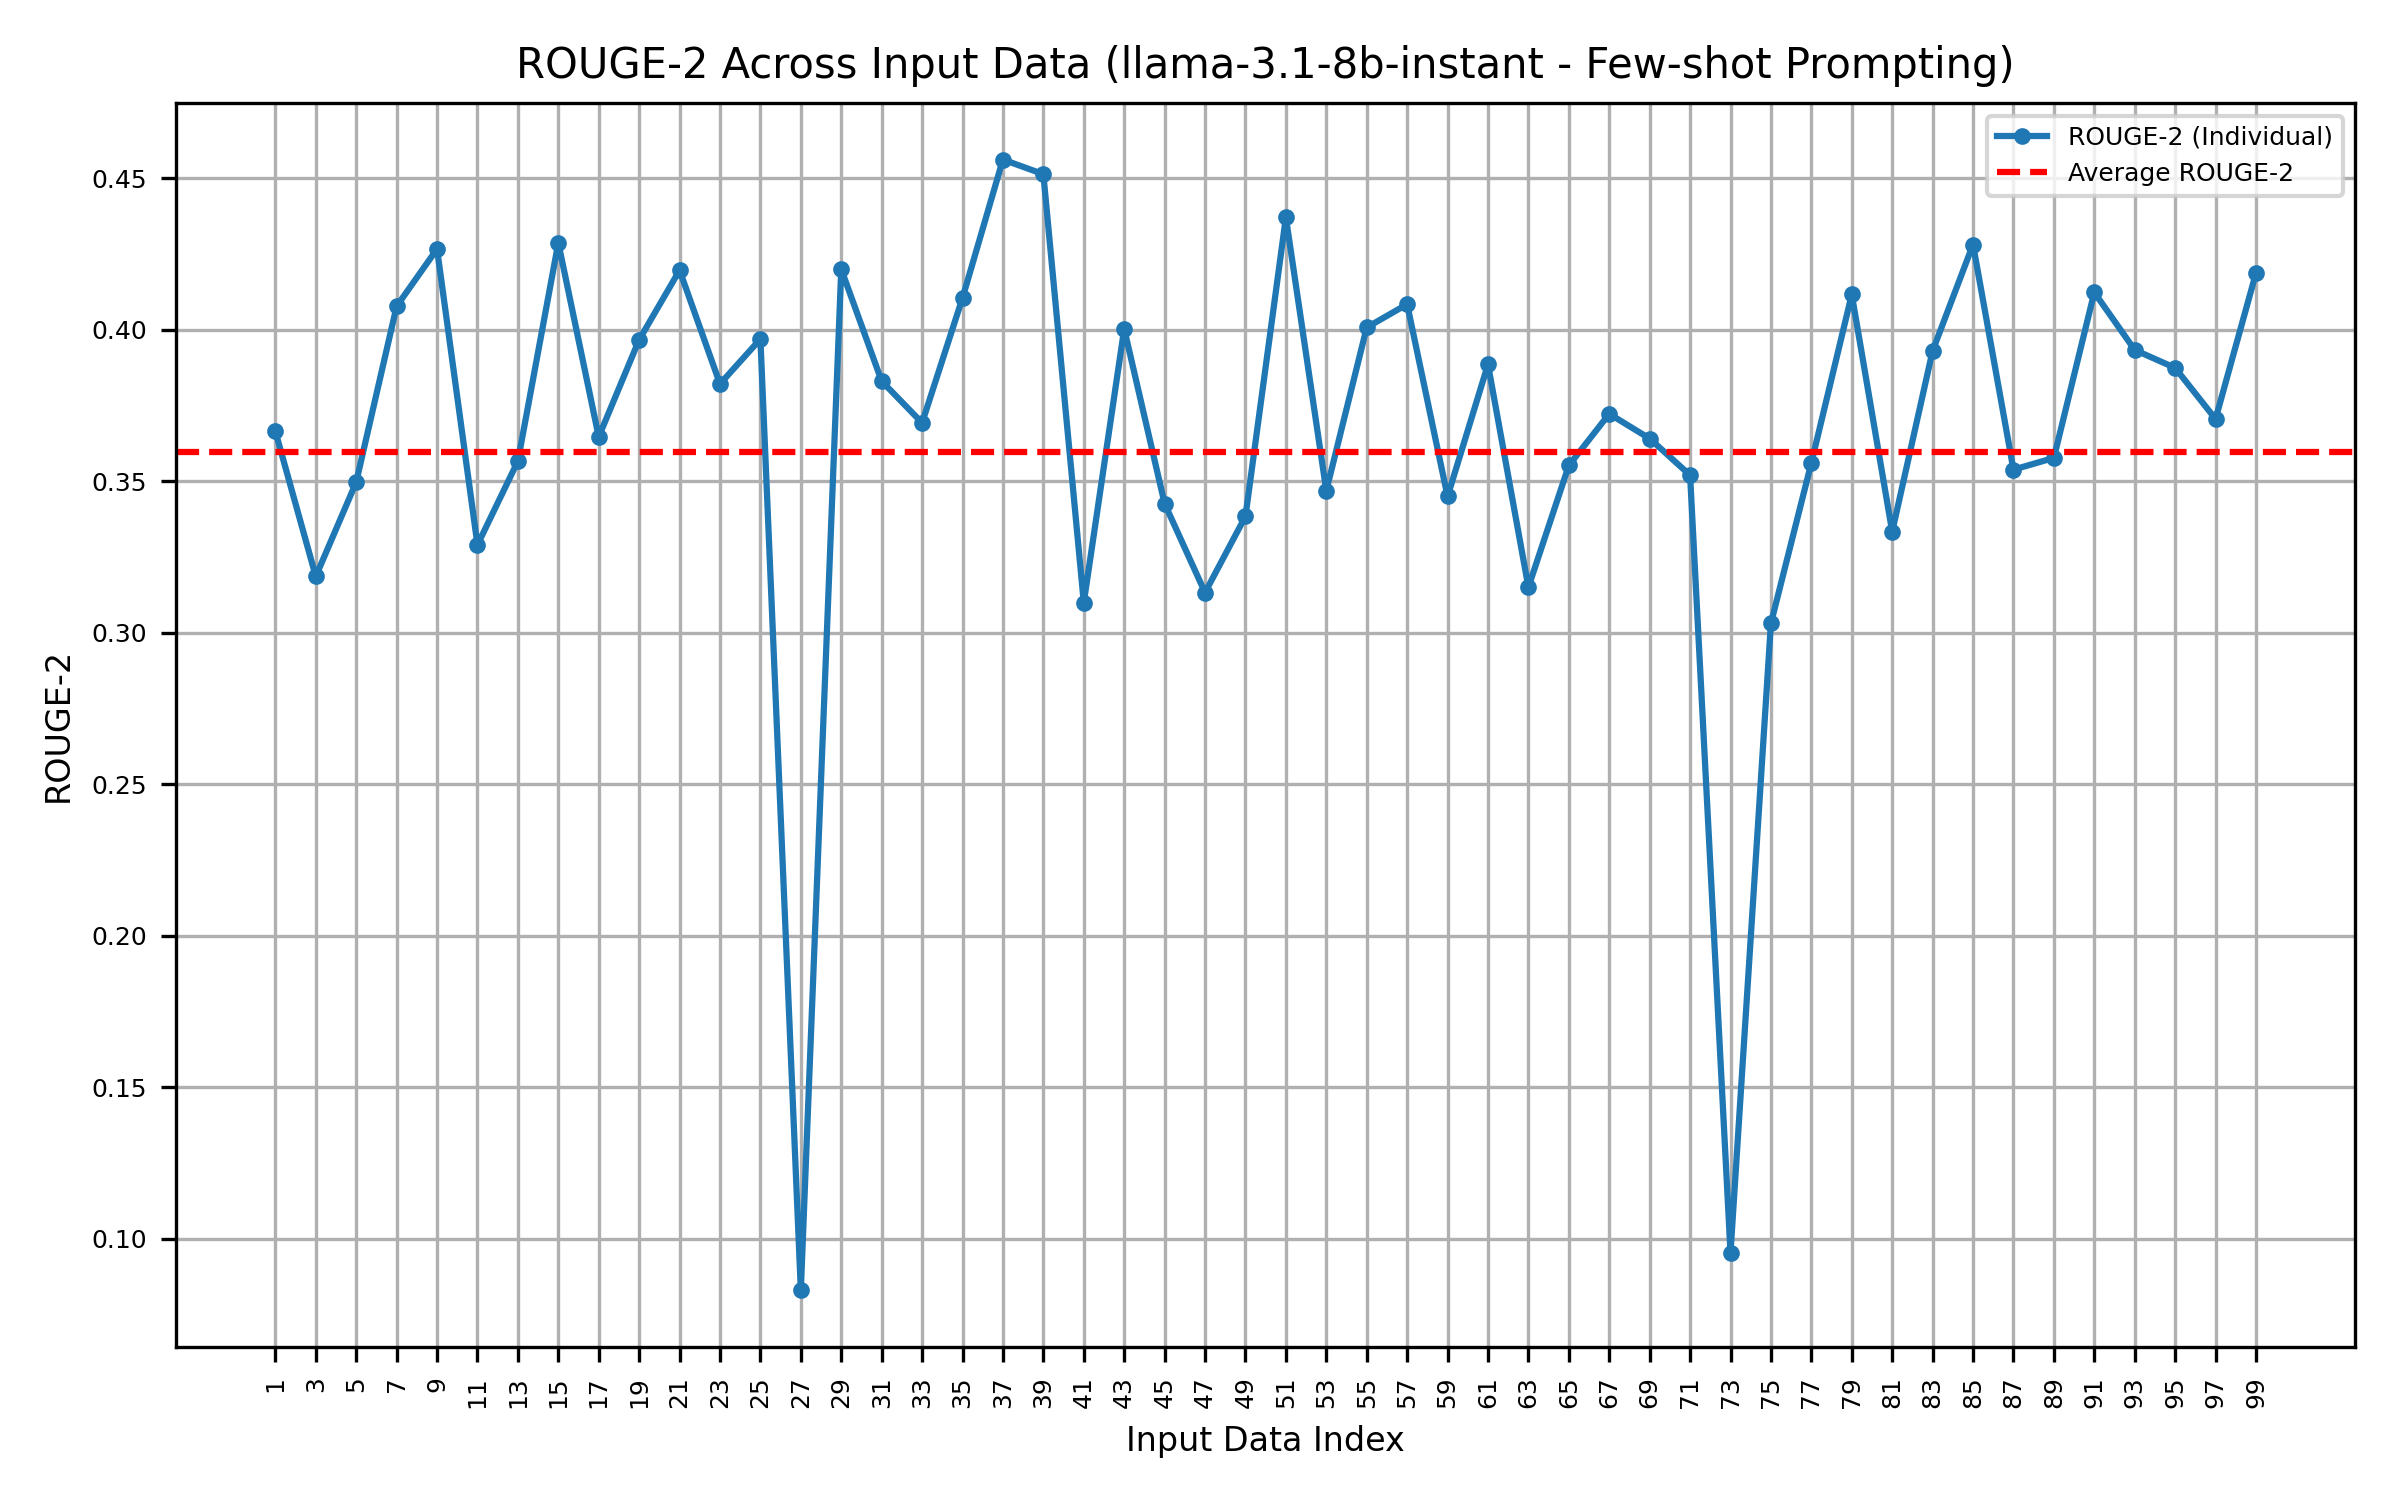 ROUGE-2 Across Input Data (llama-3.1-8b-instant - Few-shot Prompting)
ROUGE-2 (Individual)
Average ROUGE-2
0.45
0.40
0.35
0.30
0.25
0.20
0.15
0.10
ROUGE-2
1 3 5 7 9 11 13 15 17 19 21 23 25 27 29 31 33 35 37 39 41 43 45 47 49 51 53 55 57 59 61 63 65 67 69 71 73 75 77 79 81 83 85 87 89 91 93 95 97 99
Input Data Index